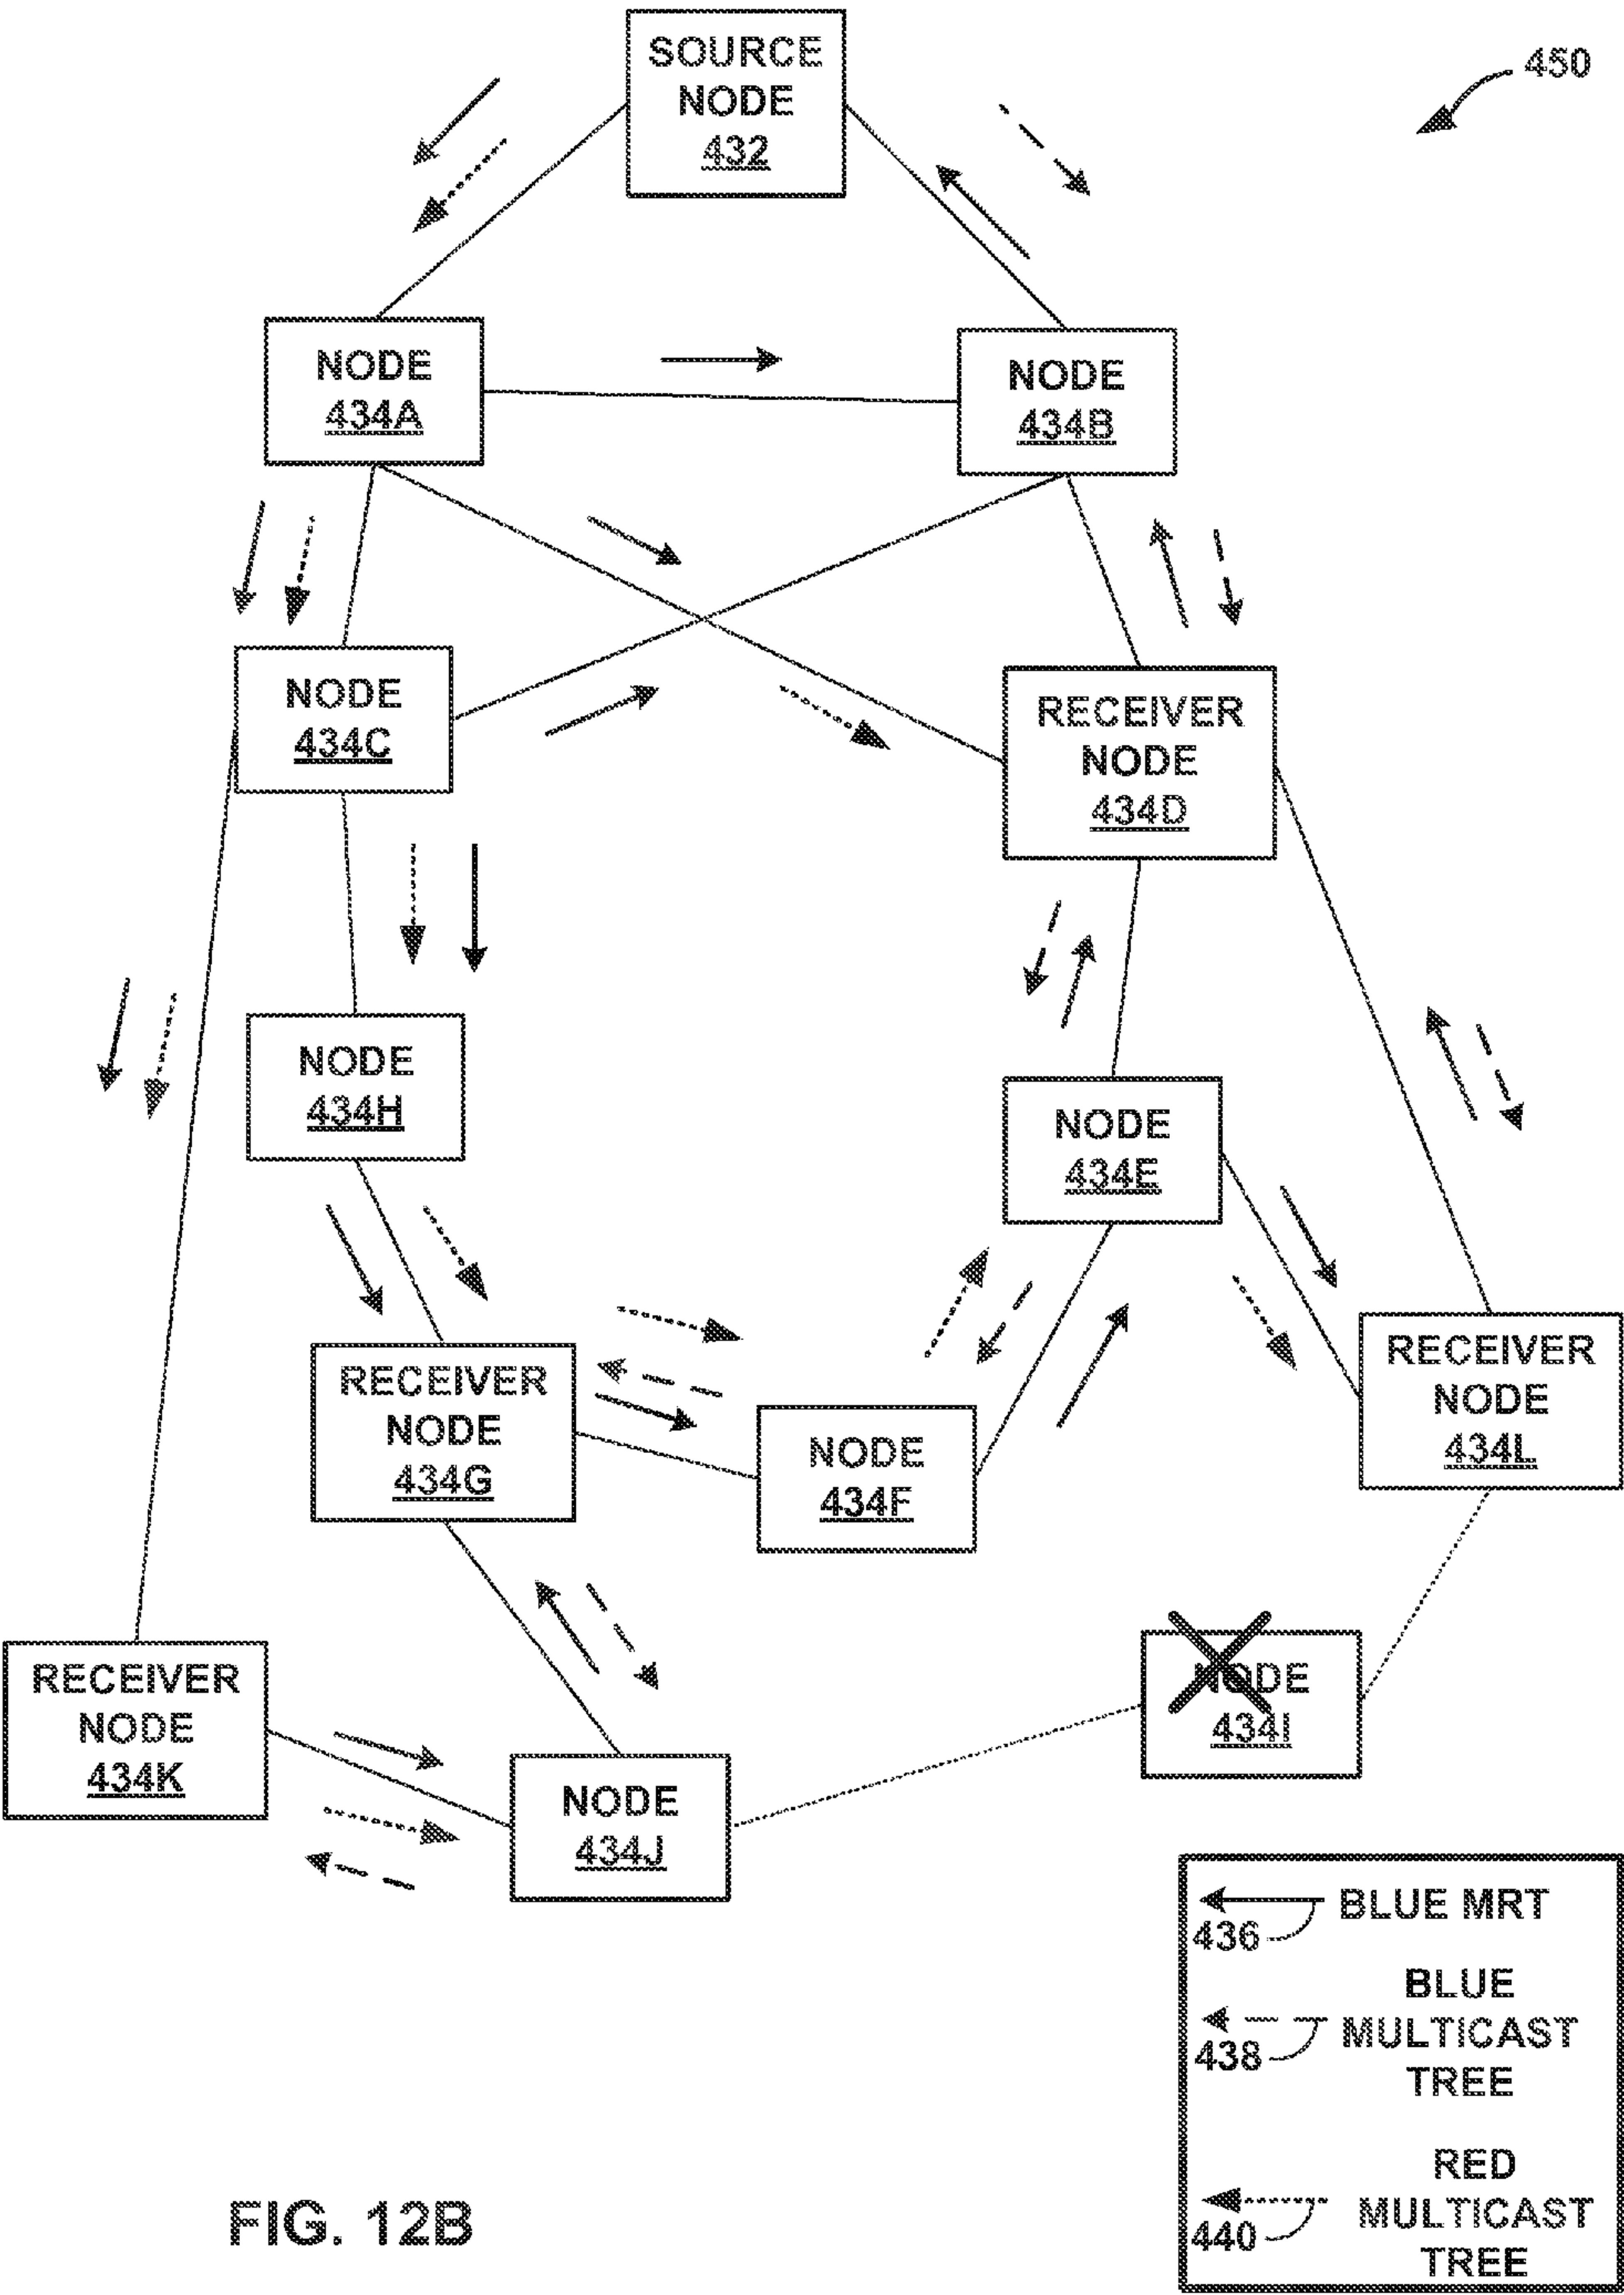 SOURCE
NODE
432
450
NODE
434A
NODE
434B
NODE
434C
RECEIVER
NODE
434D
NODE
434H
NODE
434E
RECEIVER
NODE
434G
NODE
434F
RECEIVER
NODE
434L
RECEIVER
NODE
434K
NODE
434J
NODE
434I
436
BLUE MRT
438
BLUE
MULTICAST
TREE
440
RED
MULTICAST
TREE
FIG. 12B